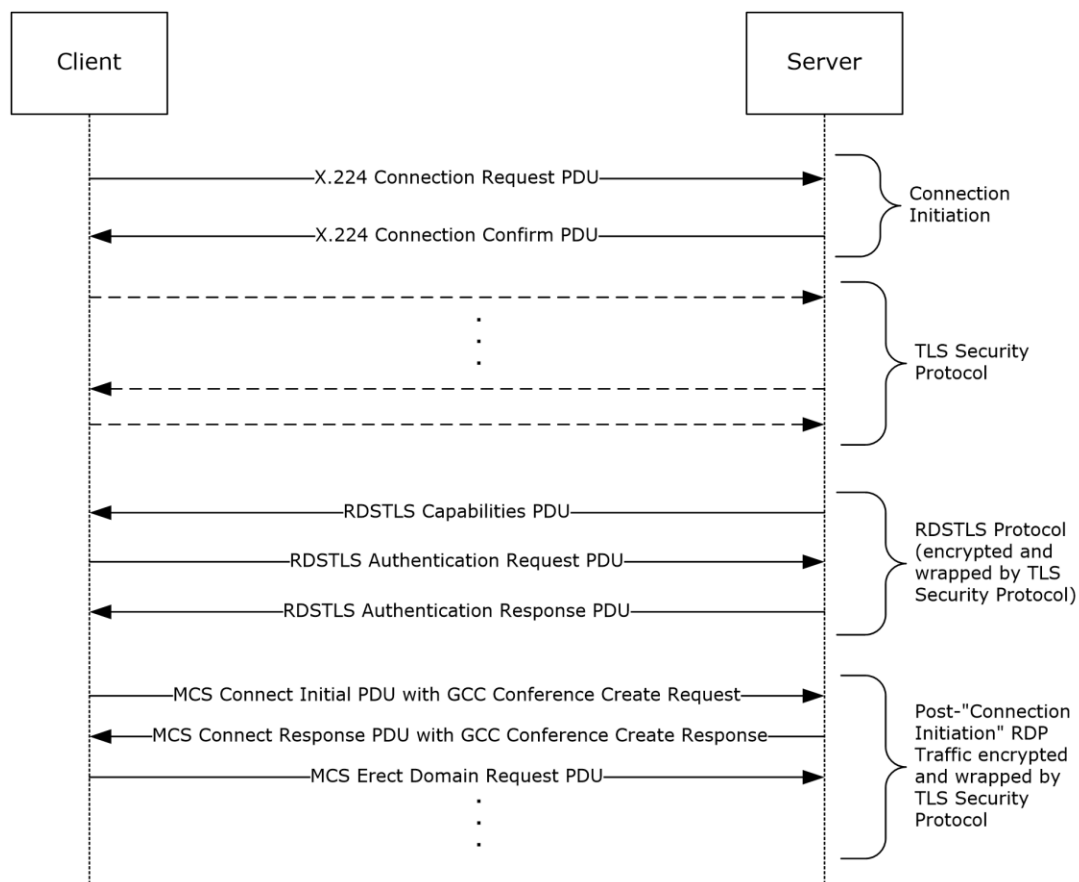 Client
Server
X.224 Connection Request PDU
X.224 Connection Confirm PDU
Connection
Initiation
TLS Security
Protocol
RDSTLS Capabilities PDU
RDSTLS Authentication Request PDU
RDSTLS Authentication Response PDU
RDSTLS Protocol
(encrypted and
wrapped by TLS
Security Protocol)
MCS Connect Initial PDU with GCC Conference Create Request
MCS Connect Response PDU with GCC Conference Create Response
MCS Erect Domain Request PDU
Post-"Connection
Initiation" RDP
Traffic encrypted
and wrapped by
TLS Security
Protocol